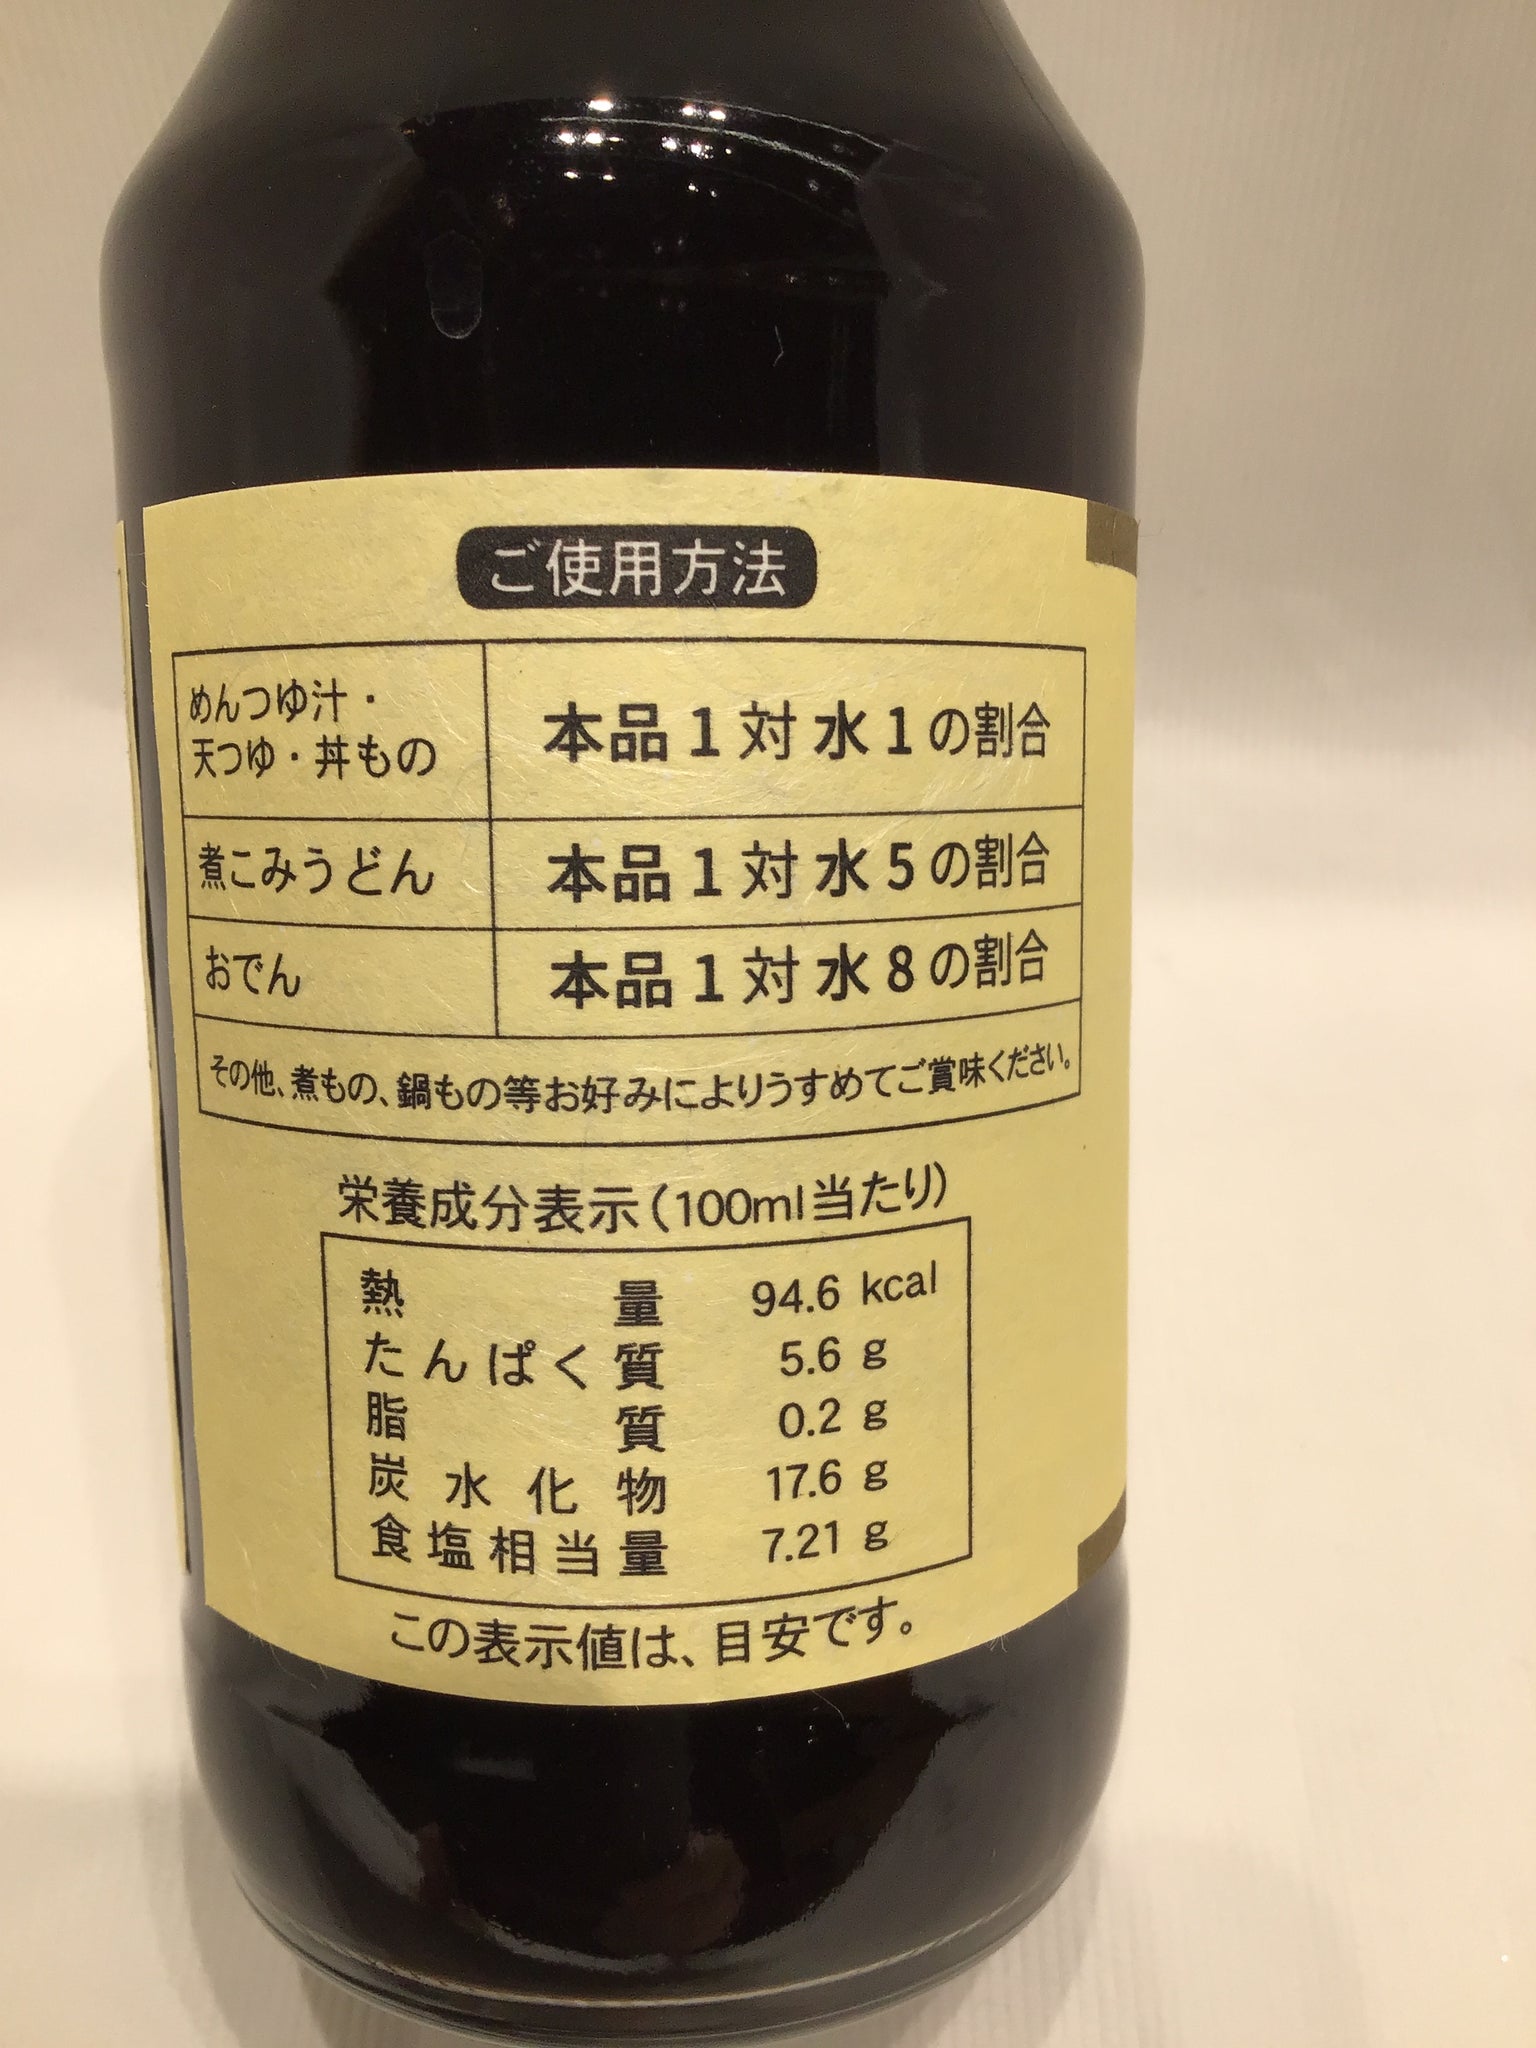 ご使用方法
めんつゆ汁・
天つゆ・丼もの
本品1対水1の割合
煮こみうどん
本品1対水5の割合
おでん
本品1対水8の割合
その他、煮もの、鍋もの等お好みによりうすめてご賞味ください。
栄養成分表示(100ml当たり)
熱量 94.6 kcal
たんぱく質 5.6 g
脂質 0.2 g
炭水化物 17.6 g
食塩相当量 7.21 g
この表示値は、目安です。